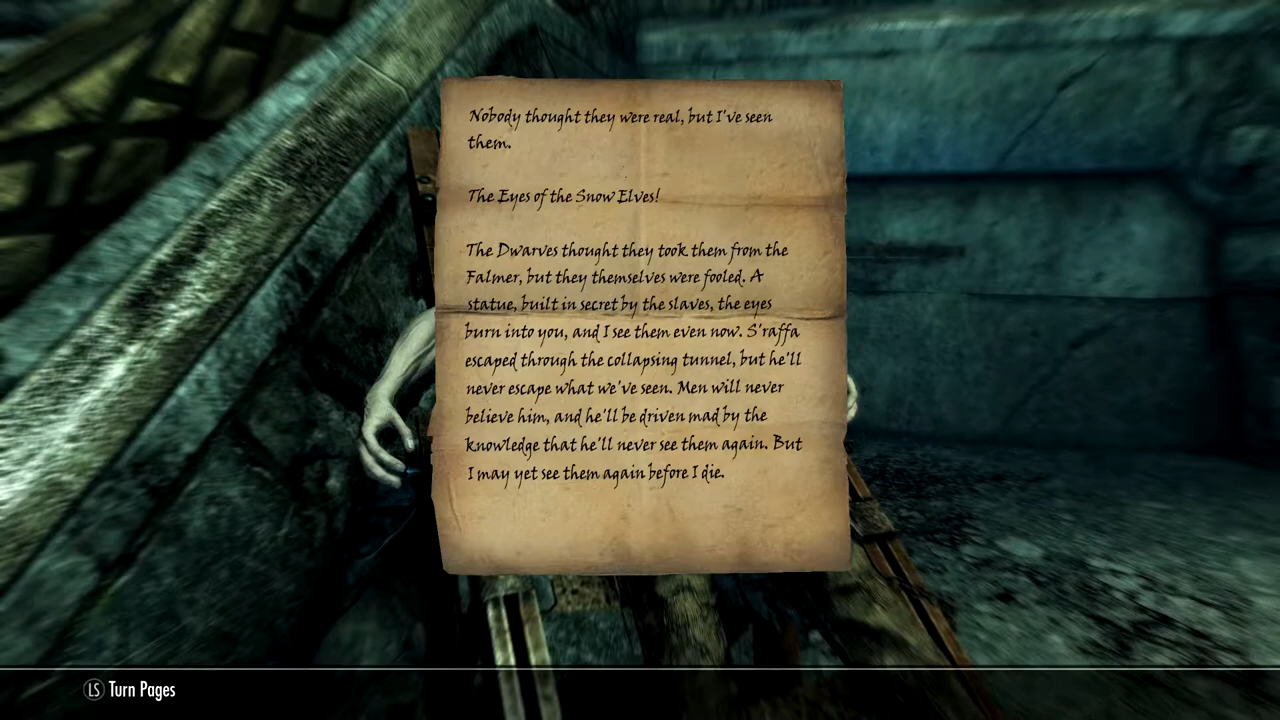 Nobody thought they were real, but I've seen
them.
The Eyes of the Snow Elves!
The Dwarves thought they took them from the
Falmer, but they themselves were fooled. A
statue, built in secret by the slaves, the eyes
burn into you, and I see them even now. S'raffa
escaped through the collapsing tunnel, but he'll
never escape what we've seen. Men will never
believe him, and he'll be driven mad by the
knowledge that he'll never see them again. But
I may yet see them again before I die.
LS Turn Pages